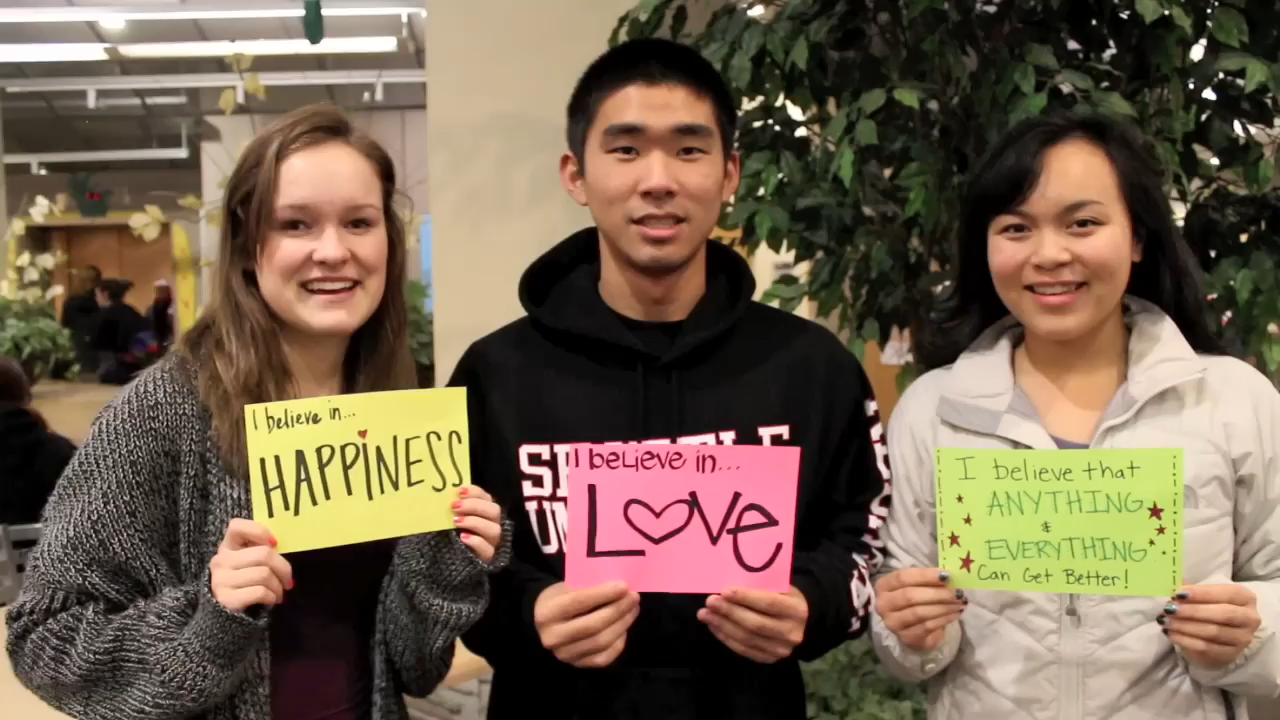 I believe in...
HAPPINESS
I believe in...
LOVE
I believe that
ANYTHING
&
EVERYTHING
Can Get Better!